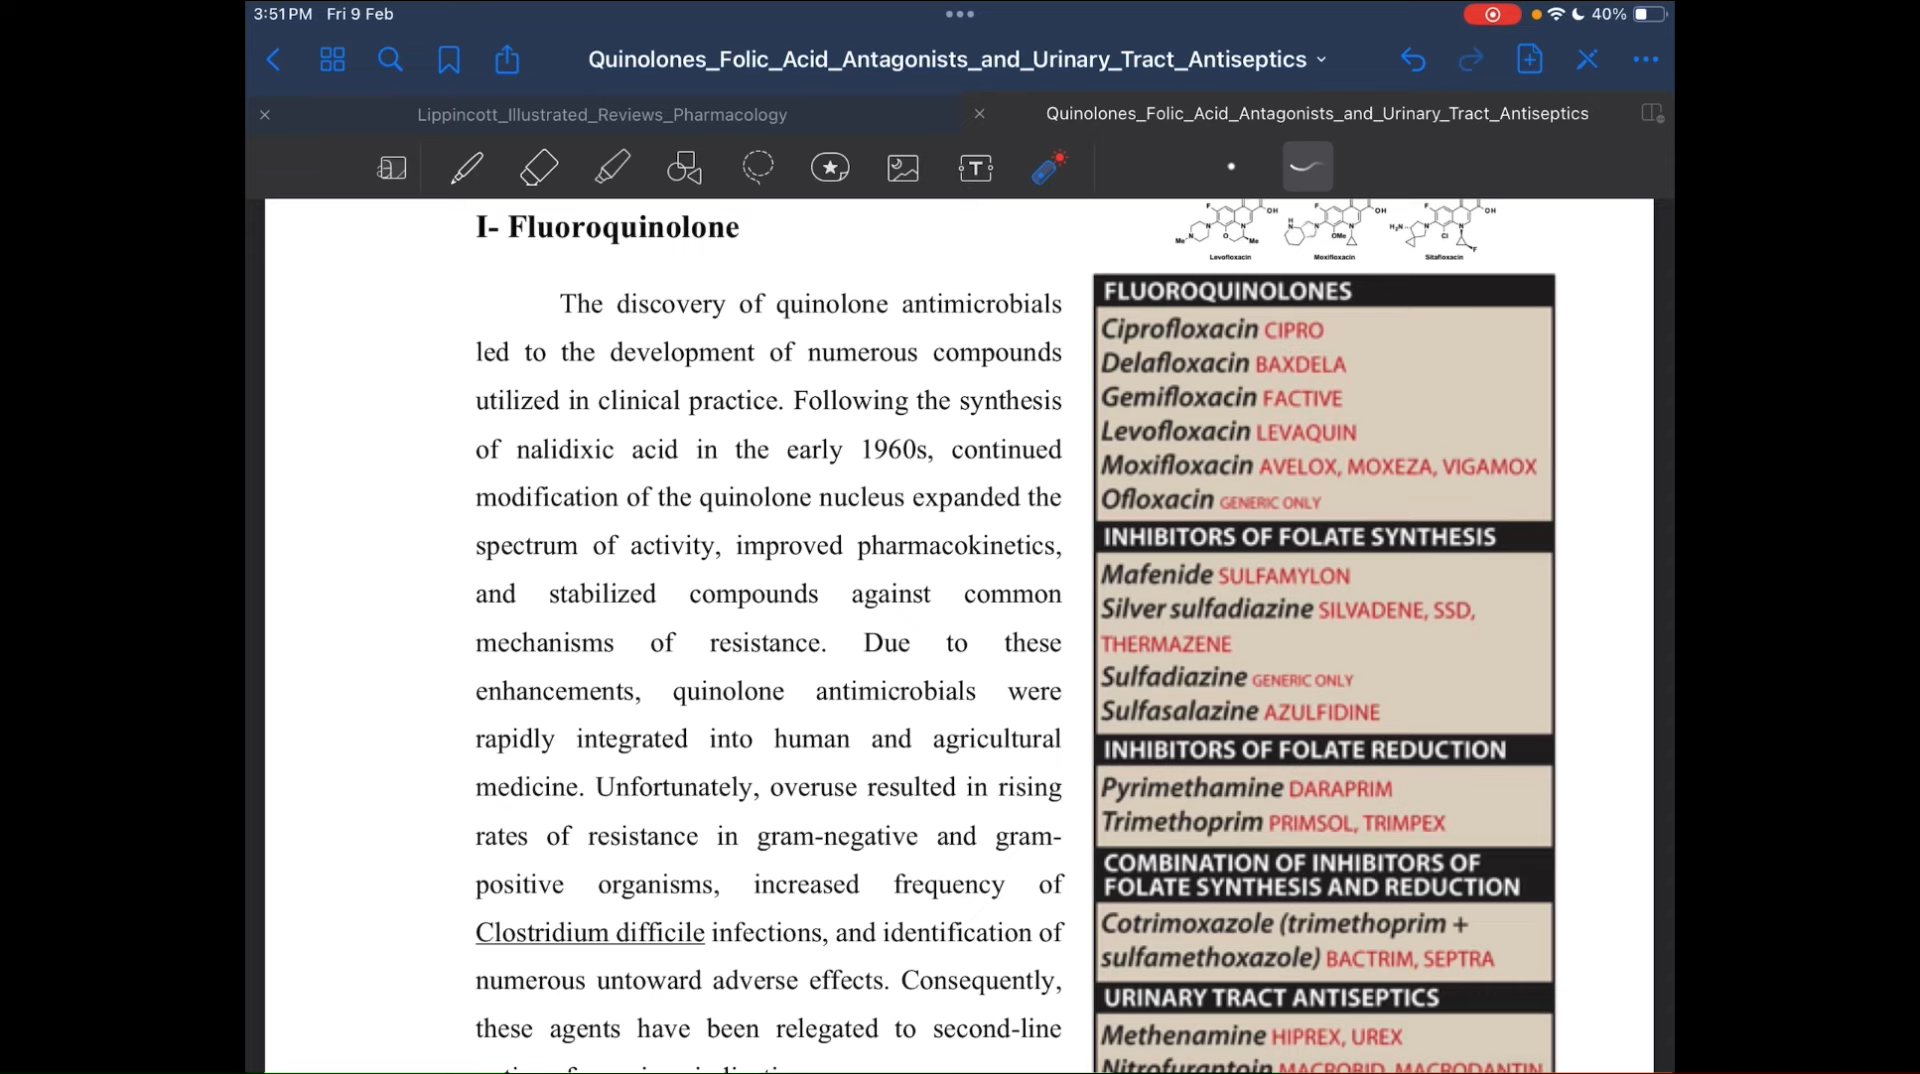 3:51PM Fri 9 Feb
40%
Quinolones_Folic_Acid_Antagonists_and_Urinary_Tract_Antiseptics
Lippincott_Illustrated_Reviews_Pharmacology
Quinolones_Folic_Acid_Antagonists_and_Urinary_Tract_Antiseptics
I- Fluoroquinolone
The discovery of quinolone antimicrobials
led to the development of numerous compounds
utilized in clinical practice. Following the synthesis
of nalidixic acid in the early 1960s, continued
modification of the quinolone nucleus expanded the
spectrum of activity, improved pharmacokinetics,
and stabilized compounds against common
mechanisms of resistance. Due to these
enhancements, quinolone antimicrobials were
rapidly integrated into human and agricultural
medicine. Unfortunately, overuse resulted in rising
rates of resistance in gram-negative and gram-
positive organisms, increased frequency of
Clostridium difficile infections, and identification of
numerous untoward adverse effects. Consequently,
these agents have been relegated to second-line
Levofloxacin
Moxifloxacin
Sitafloxacin
FLUOROQUINOLONES
Ciprofloxacin CIPRO
Delafloxacin BAXDELA
Gemifloxacin FACTIVE
Levofloxacin LEVAQUIN
Moxifloxacin AVELOX, MOXEZA, VIGAMOX
Ofloxacin GENERIC ONLY
INHIBITORS OF FOLATE SYNTHESIS
Mafenide SULFAMYLON
Silver sulfadiazine SILVADENE, SSD,
THERMAZENE
Sulfadiazine GENERIC ONLY
Sulfasalazine AZULFIDINE
INHIBITORS OF FOLATE REDUCTION
Pyrimethamine DARAPRIM
Trimethoprim PRIMSOL, TRIMPEX
COMBINATION OF INHIBITORS OF
FOLATE SYNTHESIS AND REDUCTION
Cotrimoxazole (trimethoprim +
sulfamethoxazole) BACTRIM, SEPTRA
URINARY TRACT ANTISEPTICS
Methenamine HIPREX, UREX
Nitrofurantoin MACROBID, MACRODANTIN